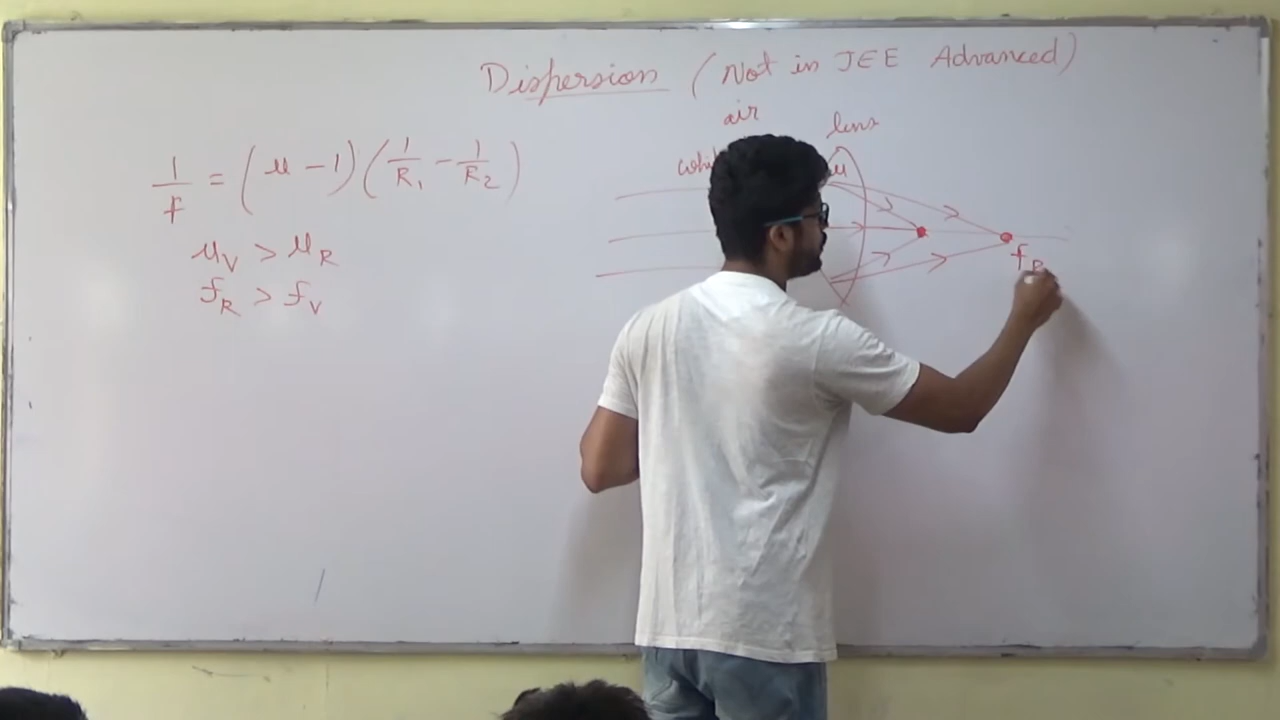 Dispersion (Not in JEE Advanced)
air
lens
1/f = (μ - 1)(1/R₁ - 1/R₂)
μ
μ_V > μ_R
f_R > f_V
f_R